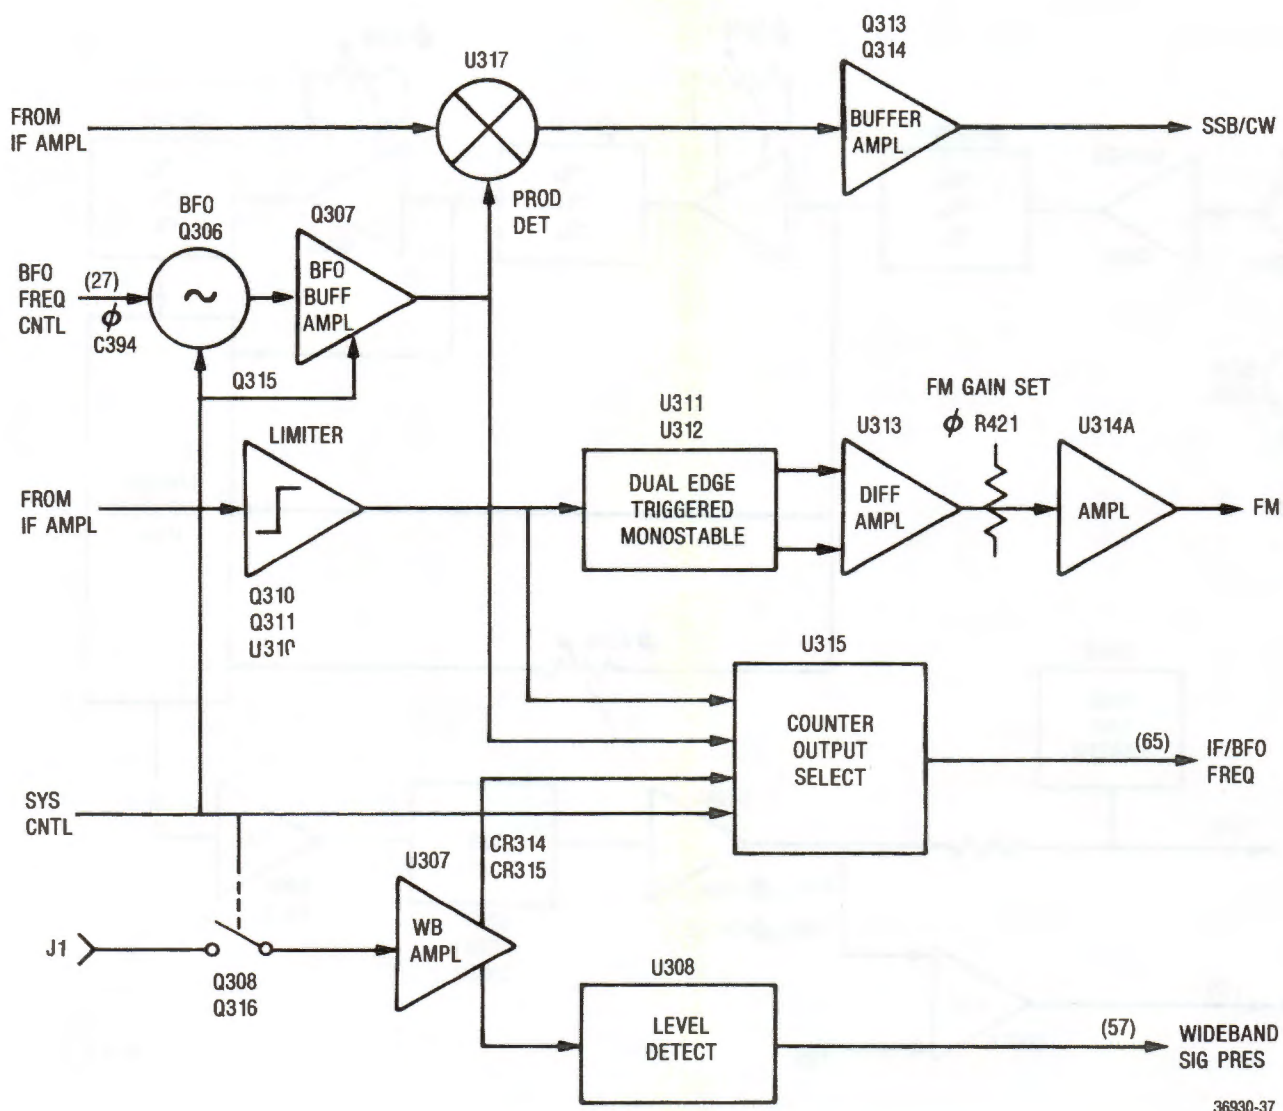 Q313
Q314
U317
FROM
IF AMPL
BUFFER
AMPL
SSB/CW
PROD
DET
BFO
Q306
Q307
BFO
FREQ
CNTL
(27)
ϕ
C394
~
BFO
BUFF
AMPL
Q315
LIMITER
FROM
IF AMPL
Q310
Q311
U310
U311
U312
DUAL EDGE
TRIGGERED
MONOSTABLE
U313
DIFF
AMPL
FM GAIN SET
ϕ R421
U314A
AMPL
FM
U315
COUNTER
OUTPUT
SELECT
(65)
IF/BFO
FREQ
SYS
CNTL
CR314
CR315
U307
WB
AMPL
J1
Q308
Q316
U308
LEVEL
DETECT
(57)
WIDEBAND
SIG PRES
36930-37